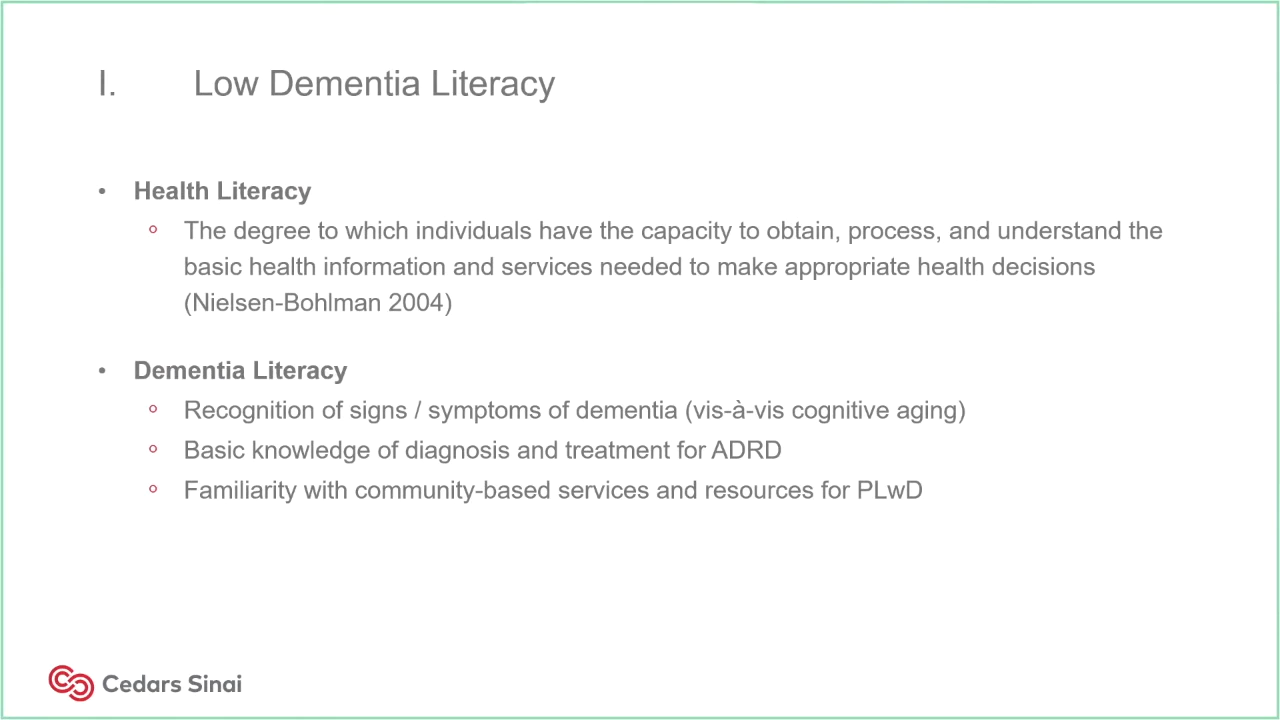 I. Low Dementia Literacy
• Health Literacy
° The degree to which individuals have the capacity to obtain, process, and understand the
basic health information and services needed to make appropriate health decisions
(Nielsen-Bohlman 2004)
• Dementia Literacy
° Recognition of signs / symptoms of dementia (vis-à-vis cognitive aging)
° Basic knowledge of diagnosis and treatment for ADRD
° Familiarity with community-based services and resources for PLwD
Cedars Sinai